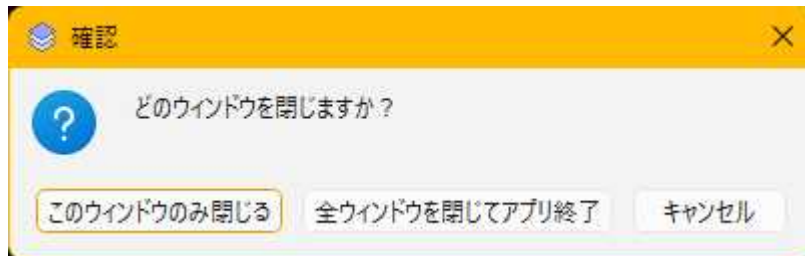 確認
どのウィンドウを閉じますか?
このウィンドウのみ閉じる 全ウィンドウを閉じてアプリ終了 キャンセル